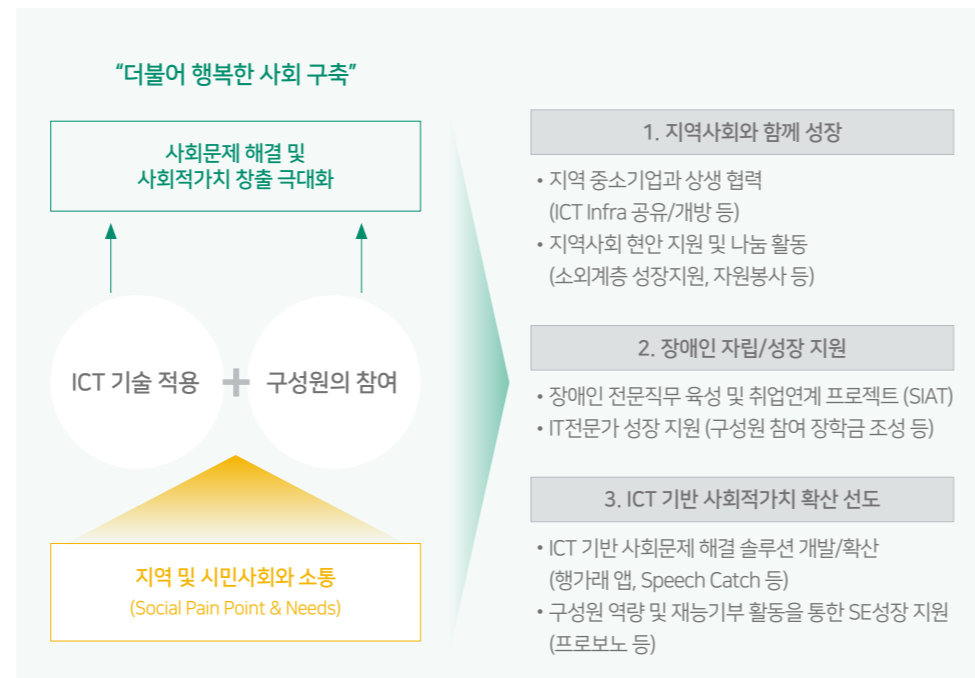 “더불어 행복한 사회 구축”
사회문제 해결 및
사회적가치 창출 극대화
ICT 기술 적용
+
구성원의 참여
지역 및 시민사회와 소통
(Social Pain Point & Needs)
1. 지역사회와 함께 성장
• 지역 중소기업과 상생 협력
(ICT Infra 공유/개방 등)
• 지역사회 현안 지원 및 나눔 활동
(소외계층 성장지원, 자원봉사 등)
2. 장애인 자립/성장 지원
• 장애인 전문직무 육성 및 취업연계 프로젝트 (SIAT)
• IT전문가 성장 지원 (구성원 참여 장학금 조성 등)
3. ICT 기반 사회적가치 확산 선도
• ICT 기반 사회문제 해결 솔루션 개발/확산
(행가래 앱, Speech Catch 등)
• 구성원 역량 및 재능기부 활동을 통한 SE성장 지원
(프로보노 등)